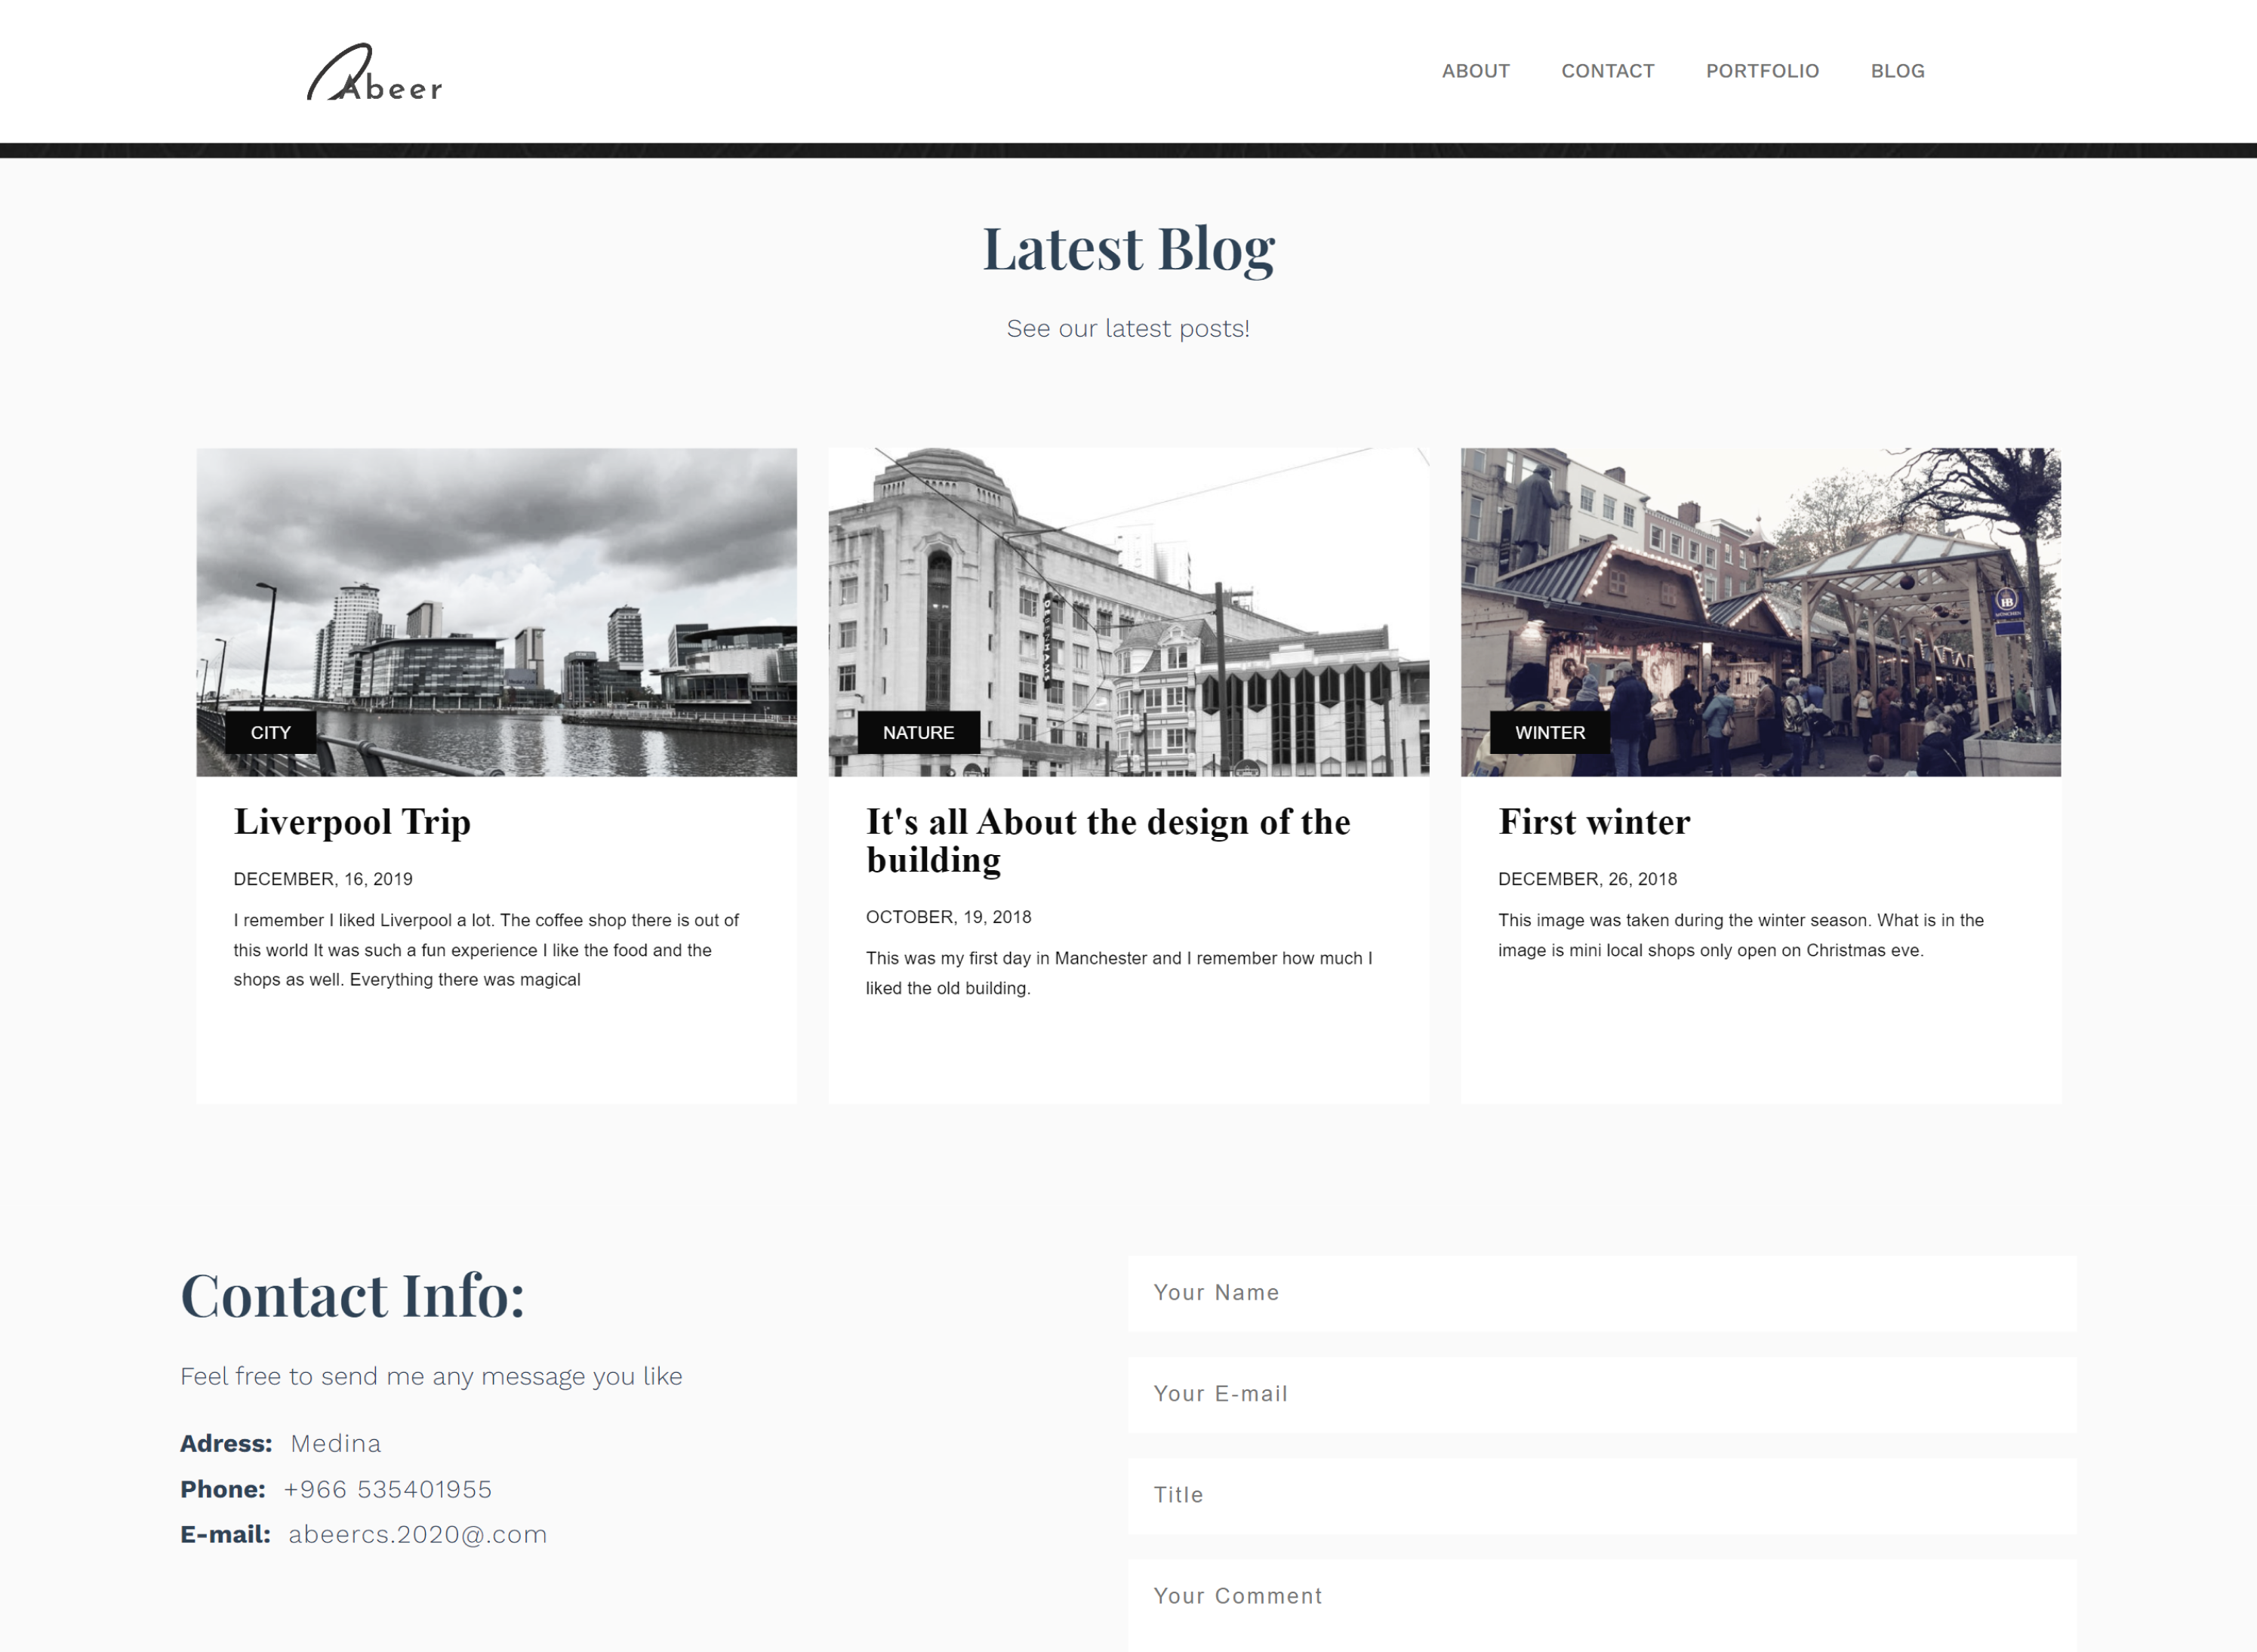 Abeer
ABOUT CONTACT PORTFOLIO BLOG
Latest Blog
See our latest posts!
CITY
NATURE
HB
WINTER
Liverpool Trip
DECEMBER, 16, 2019
I remember I liked Liverpool a lot. The coffee shop there is out of
this world It was such a fun experience I like the food and the
shops as well. Everything there was magical
It's all About the design of the
building
OCTOBER, 19, 2018
This was my first day in Manchester and I remember how much I
liked the old building.
First winter
DECEMBER, 26, 2018
This image was taken during the winter season. What is in the
image is mini local shops only open on Christmas eve.
Contact Info:
Feel free to send me any message you like
Adress: Medina
Phone: +966 535401955
E-mail: abeercs.2020@.com
Your Name
Your E-mail
Title
Your Comment